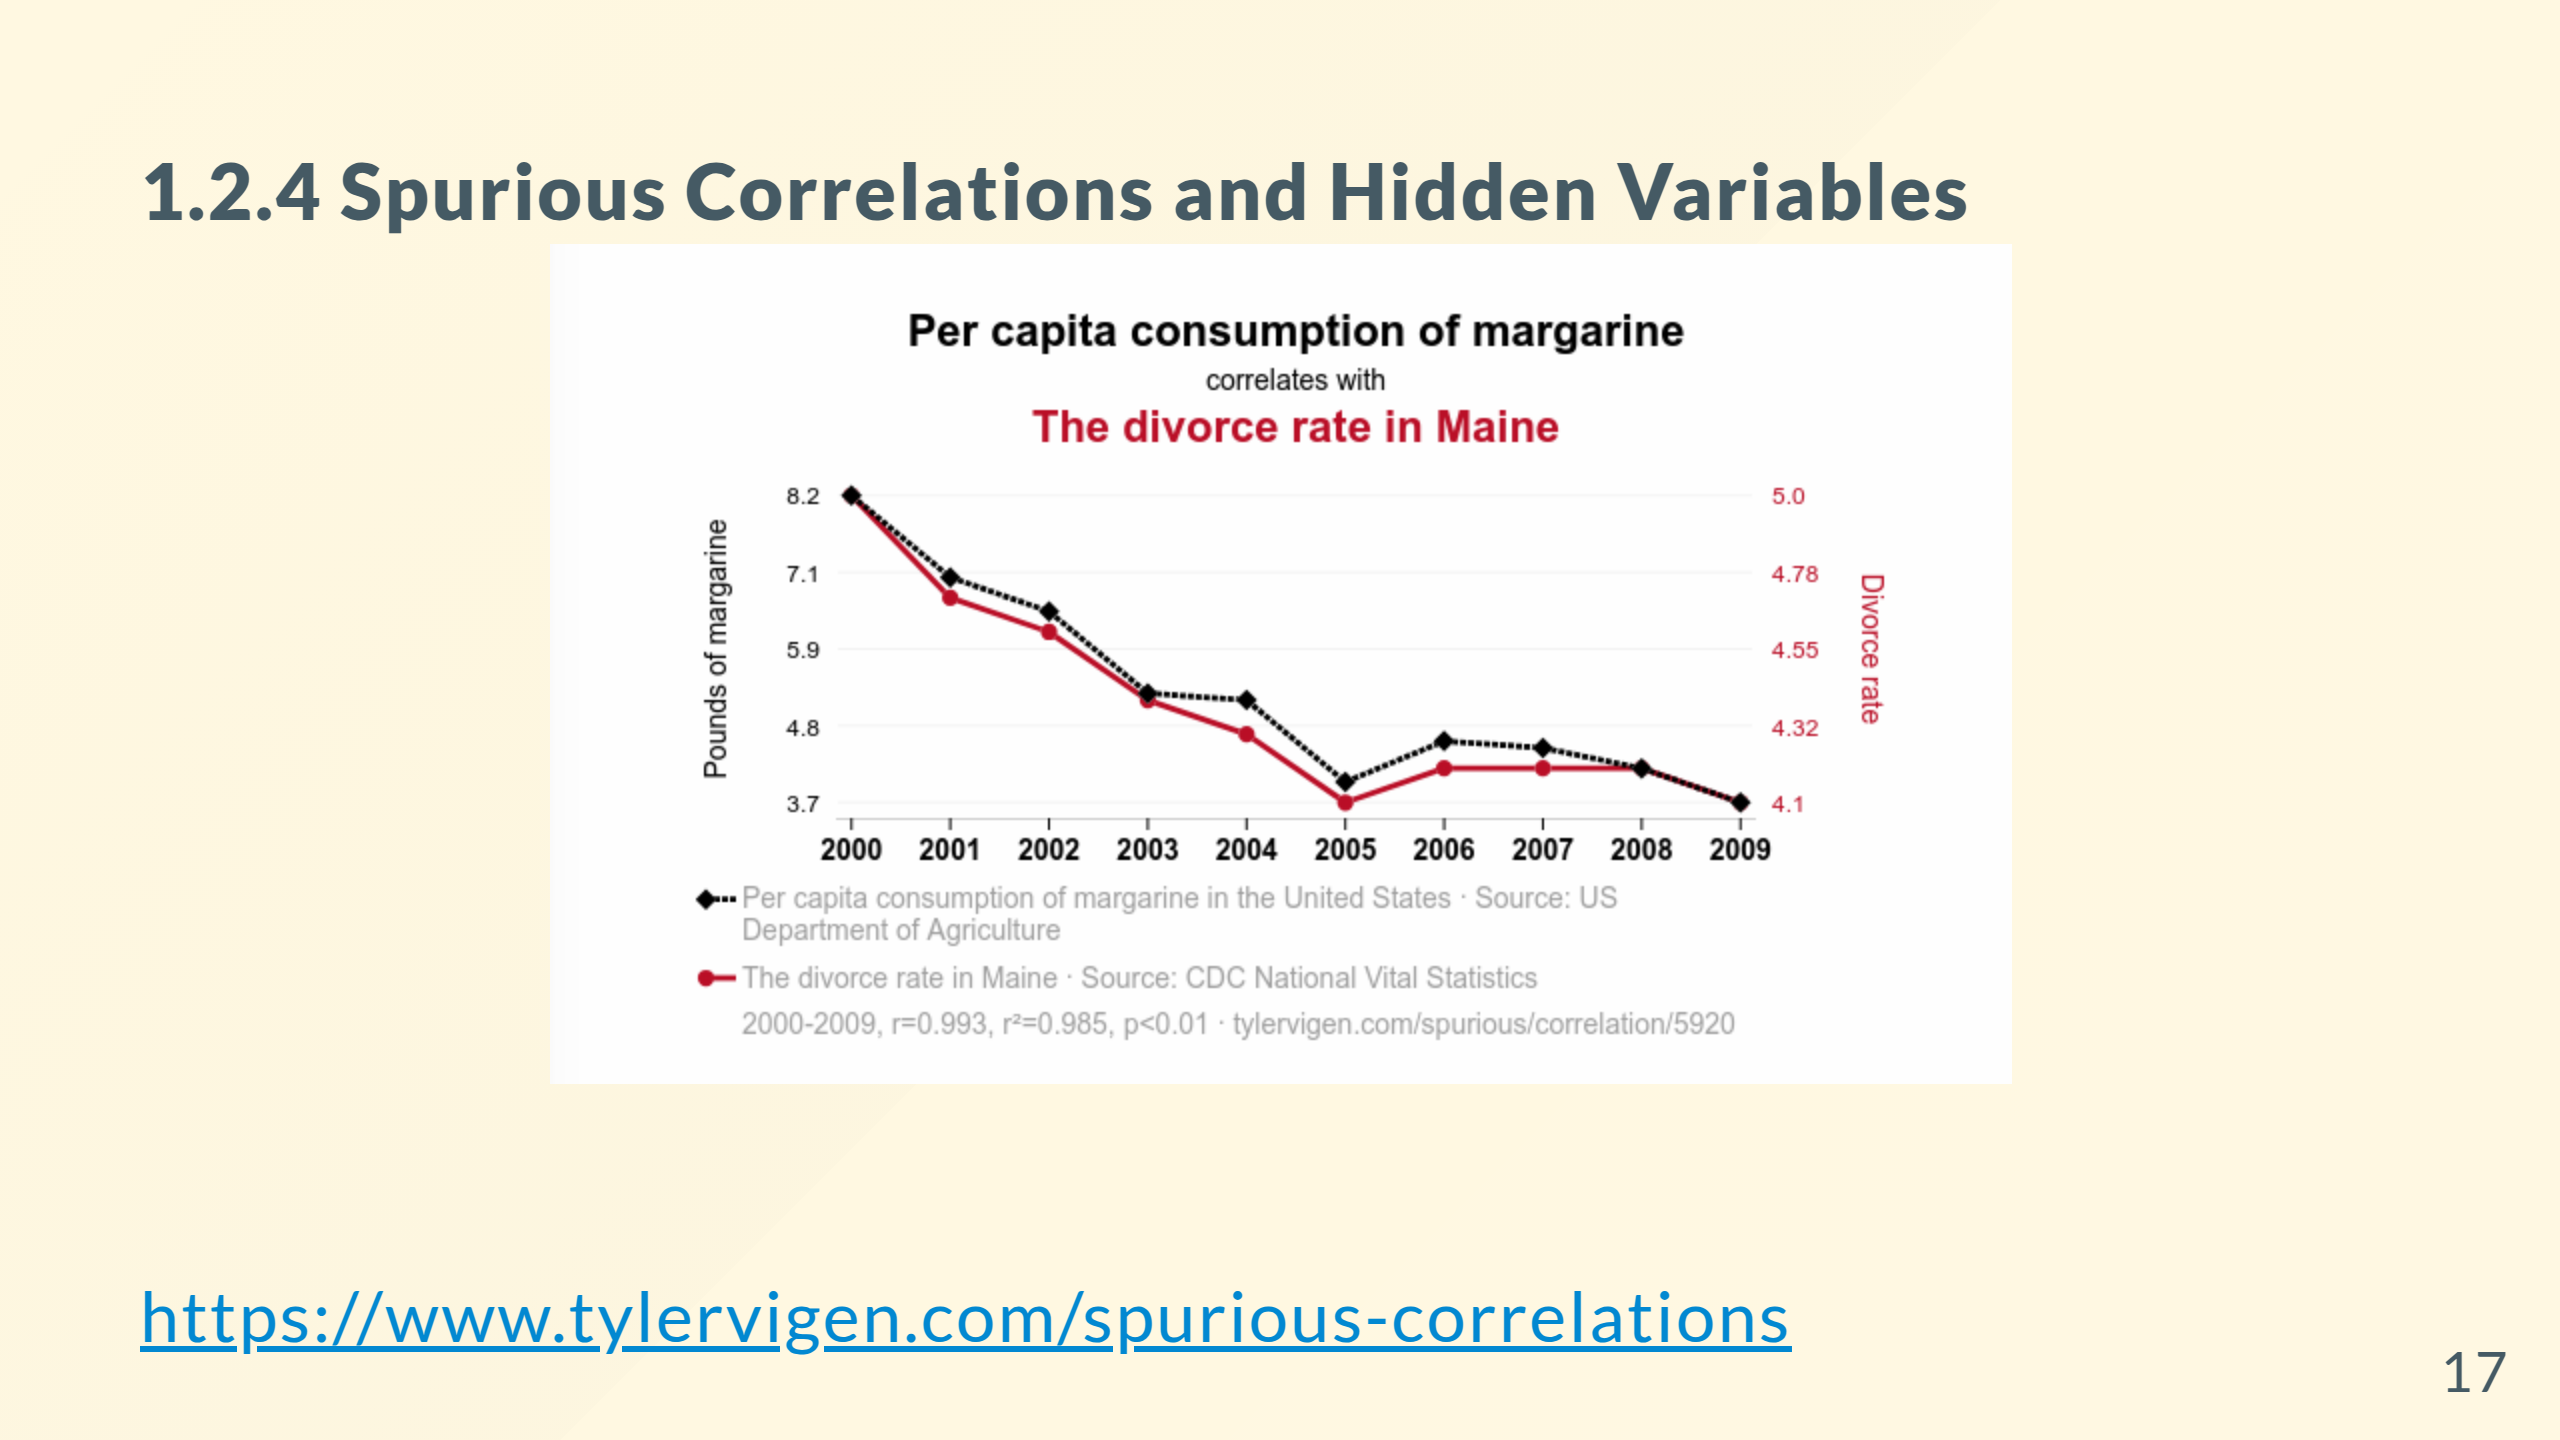 1.2.4 Spurious Correlations and Hidden Variables
Per capita consumption of margarine
correlates with
The divorce rate in Maine
Pounds of margarine
8.2
7.1
5.9
4.8
3.7
5.0
4.78
4.55
4.32
4.1
Divorce rate
2000 2001 2002 2003 2004 2005 2006 2007 2008 2009
Per capita consumption of margarine in the United States · Source: US
Department of Agriculture
The divorce rate in Maine · Source: CDC National Vital Statistics
2000-2009, r=0.993, r²=0.985, p<0.01 · tylervigen.com/spurious/correlation/5920
https://www.tylervigen.com/spurious-correlations
17